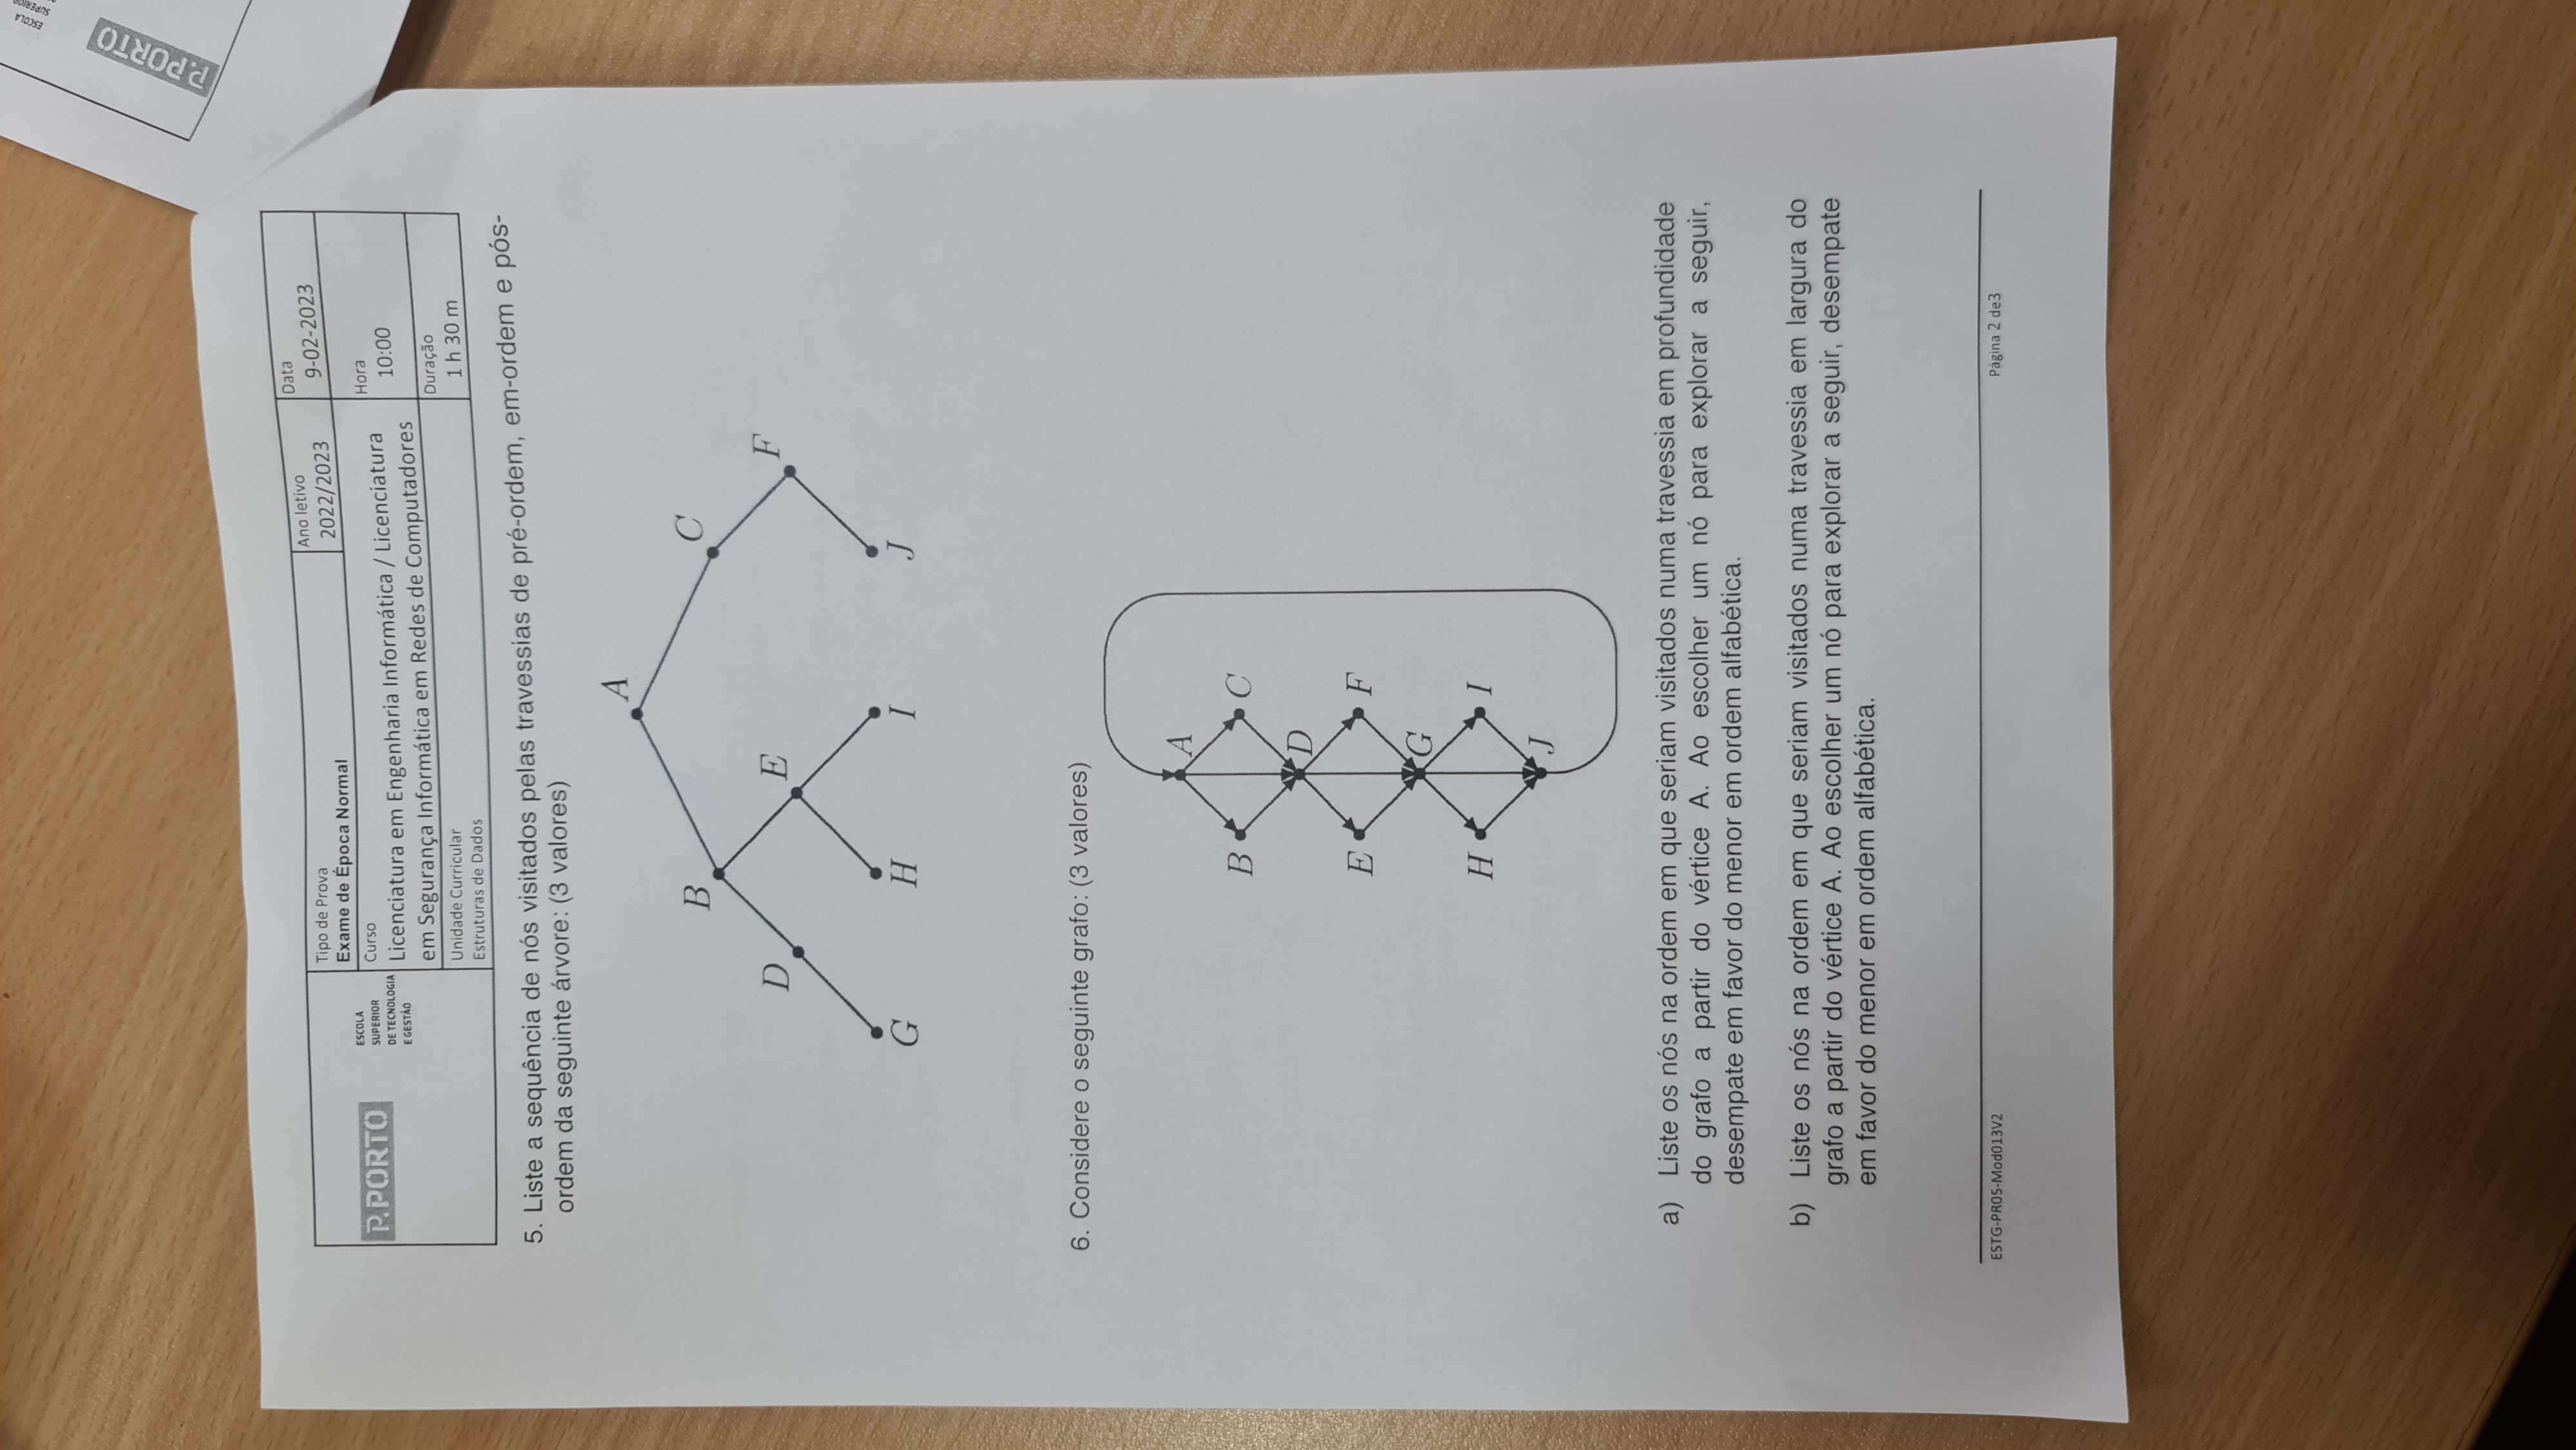 ESCOLA
P.PORTO
P.PORTO
ESCOLA
SUPERIOR
DE TECNOLOGIA
E GESTÃO
Tipo de Prova
Exame de Época Normal
Ano letivo
2022/2023
Data
9-02-2023
Curso
Licenciatura em Engenharia Informática / Licenciatura
em Segurança Informática em Redes de Computadores
Hora
10:00
Unidade Curricular
Estruturas de Dados
Duração
1 h 30 m
5. Liste a sequência de nós visitados pelas travessias de pré-ordem, em-ordem e pós-
ordem da seguinte árvore: (3 valores)
A
B
C
D
E
F
G
H
I
J
6. Considere o seguinte grafo: (3 valores)
A
B
C
D
E
F
G
H
I
J
a) Liste os nós na ordem em que seriam visitados numa travessia em profundidade
do grafo a partir do vértice A. Ao escolher um nó para explorar a seguir,
desempate em favor do menor em ordem alfabética.
b) Liste os nós na ordem em que seriam visitados numa travessia em largura do
grafo a partir do vértice A. Ao escolher um nó para explorar a seguir, desempate
em favor do menor em ordem alfabética.
ESTG-PR05-Mod013V2
Página 2 de3